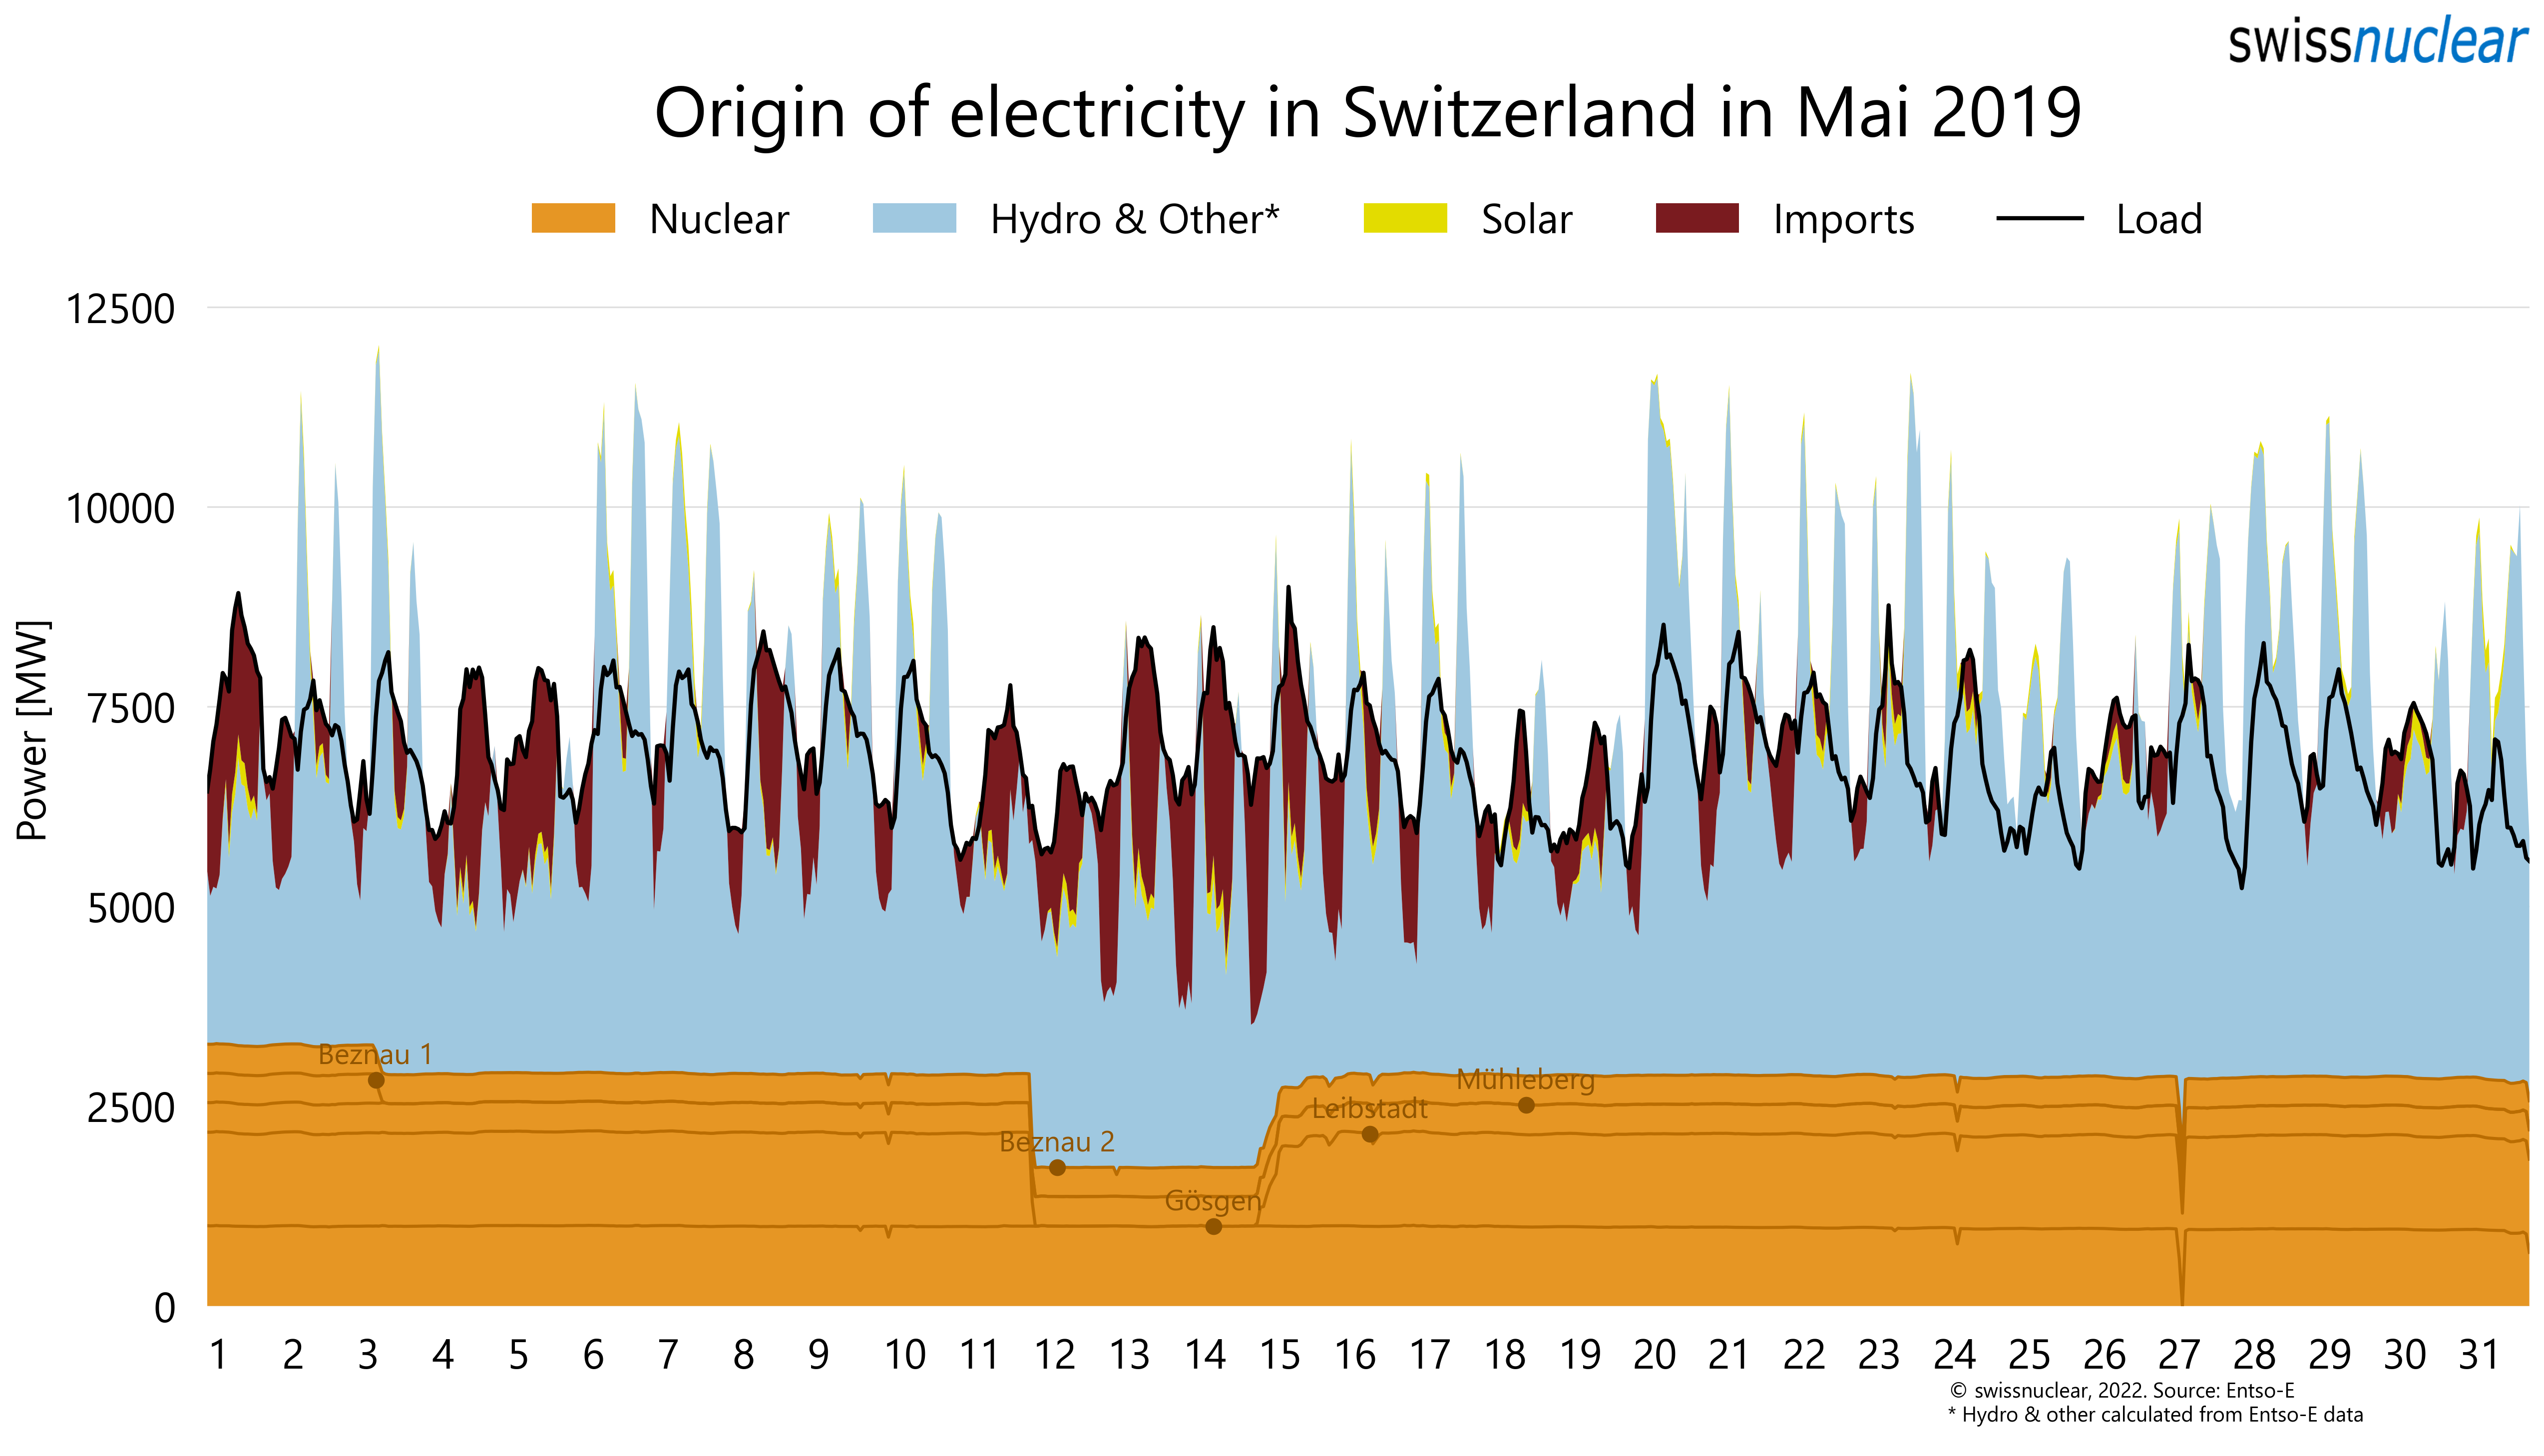 swissnuclear
Origin of electricity in Switzerland in Mai 2019
Nuclear Hydro & Other* Solar Imports Load
12500
10000
7500
5000
2500
0
Power [MW]
Beznau 1
Mühleberg
Leibstadt
Beznau 2
Gösgen
1 2 3 4 5 6 7 8 9 10 11 12 13 14 15 16 17 18 19 20 21 22 23 24 25 26 27 28 29 30 31
© swissnuclear, 2022. Source: Entso-E
* Hydro & other calculated from Entso-E data